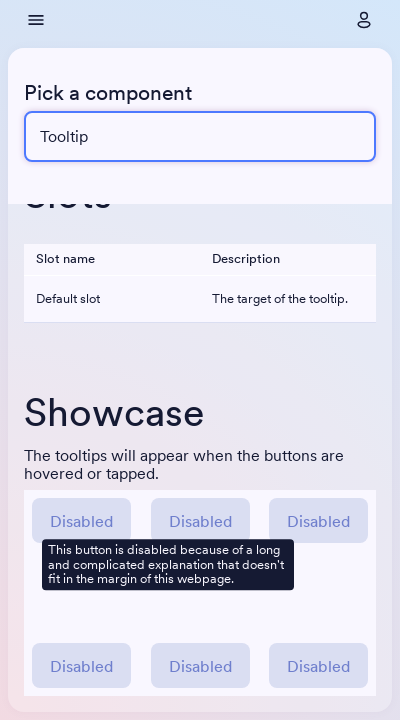 Pick a component
Tooltip
Slots
Slot name Description
Default slot The target of the tooltip.
Showcase
The tooltips will appear when the buttons are
hovered or tapped.
Disabled Disabled Disabled
This button is disabled because of a long
and complicated explanation that doesn't
fit in the margin of this webpage.
Disabled Disabled Disabled